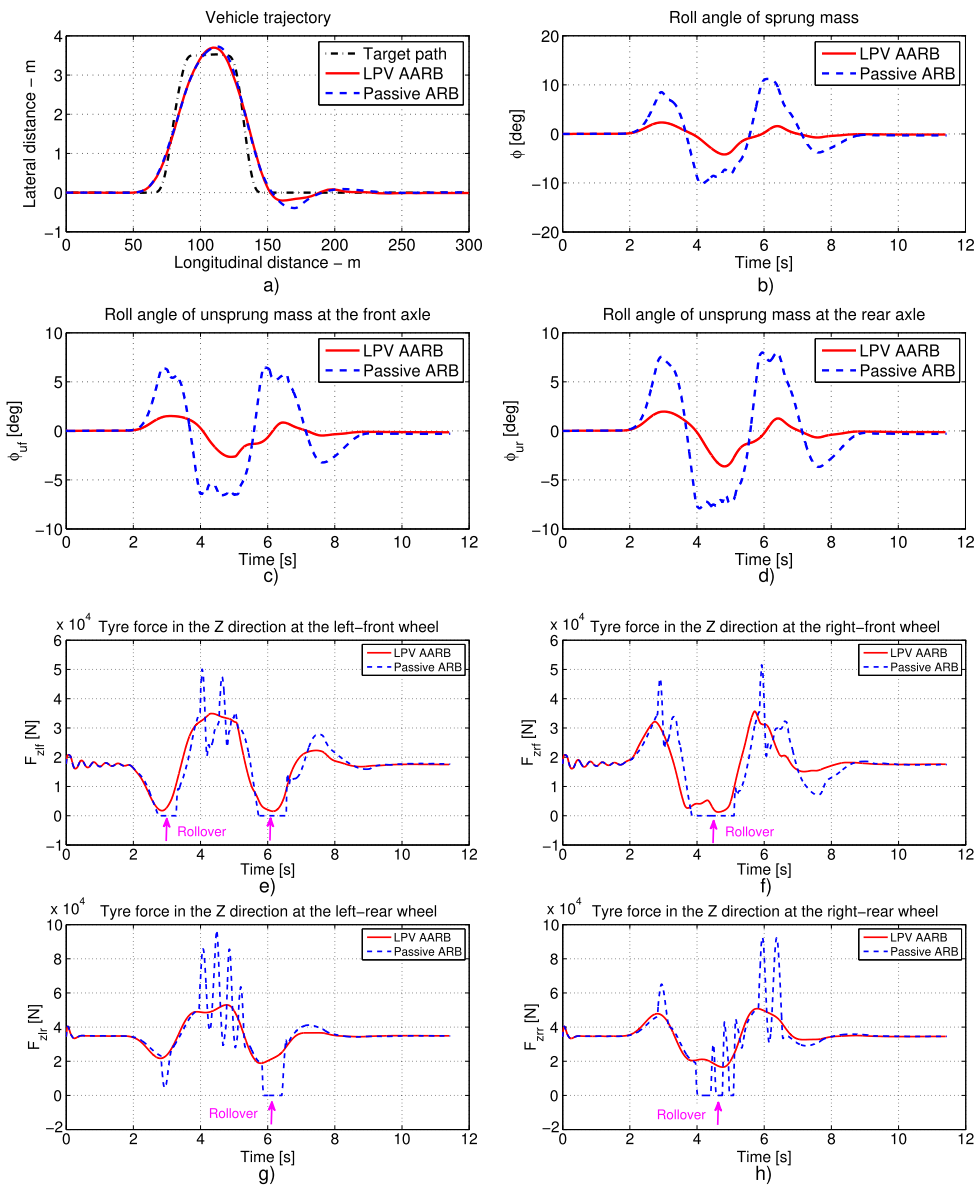 Vehicle trajectory
4
3
2
1
0
−1
0 50 100 150 200 250 300
Lateral distance − m
Longitudinal distance − m
Target path
LPV AARB
Passive ARB
a)
Roll angle of sprung mass
20
10
0
−10
−20
0 2 4 6 8 10 12
ϕ [deg]
Time [s]
LPV AARB
Passive ARB
b)
Roll angle of unsprung mass at the front axle
10
5
0
−5
−10
0 2 4 6 8 10 12
ϕuf [deg]
Time [s]
LPV AARB
Passive ARB
c)
Roll angle of unsprung mass at the rear axle
10
5
0
−5
−10
0 2 4 6 8 10 12
ϕur [deg]
Time [s]
LPV AARB
Passive ARB
d)
x 10^4
Tyre force in the Z direction at the left−front wheel
6
5
4
3
2
1
0
−1
0 2 4 6 8 10 12
Fzlf [N]
Time [s]
LPV AARB
Passive ARB
Rollover
e)
x 10^4
Tyre force in the Z direction at the right−front wheel
6
5
4
3
2
1
0
−1
0 2 4 6 8 10 12
Fzrf [N]
Time [s]
LPV AARB
Passive ARB
Rollover
f)
x 10^4
Tyre force in the Z direction at the left−rear wheel
10
8
6
4
2
0
−2
0 2 4 6 8 10 12
Fzlr [N]
Time [s]
LPV AARB
Passive ARB
Rollover
g)
x 10^4
Tyre force in the Z direction at the right−rear wheel
10
8
6
4
2
0
−2
0 2 4 6 8 10 12
Fzrr [N]
Time [s]
LPV AARB
Passive ARB
Rollover
h)